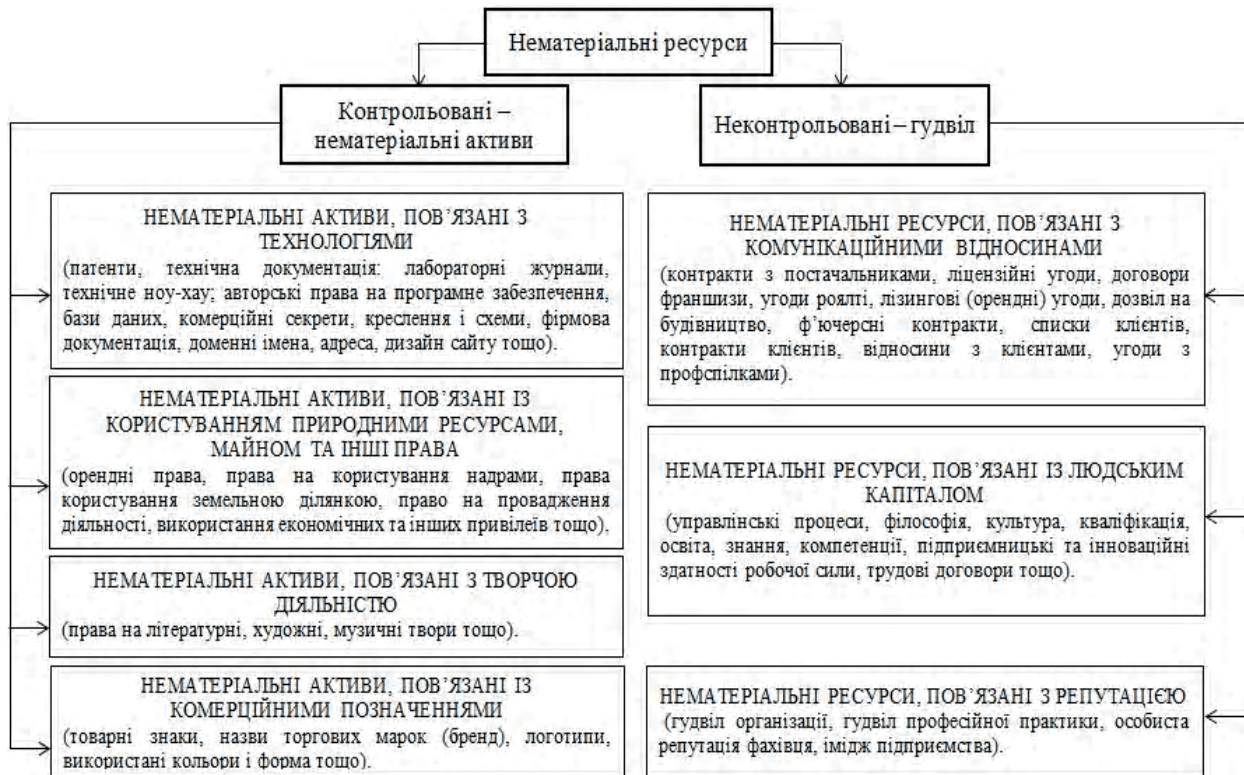 Нематеріальні ресурси
Контрольовані –
нематеріальні активи
Неконтрольовані – гудвіл
НЕМАТЕРІАЛЬНІ АКТИВИ, ПОВ’ЯЗАНІ З
ТЕХНОЛОГІЯМИ
(патенти, технічна документація: лабораторні журнали,
технічне ноу-хау; авторські права на програмне забезпечення,
бази даних, комерційні секрети, креслення і схеми, фірмова
документація, доменні імена, адреса, дизайн сайту тощо).
НЕМАТЕРІАЛЬНІ АКТИВИ, ПОВ’ЯЗАНІ ІЗ
КОРИСТУВАННЯМ ПРИРОДНИМИ РЕСУРСАМИ,
МАЙНОМ ТА ІНШІ ПРАВА
(орендні права, права на користування надрами, права
користування земельною ділянкою, право на провадження
діяльності, використання економічних та інших привілеїв тощо).
НЕМАТЕРІАЛЬНІ АКТИВИ, ПОВ’ЯЗАНІ З ТВОРЧОЮ
ДІЯЛЬНІСТЮ
(права на літературні, художні, музичні твори тощо).
НЕМАТЕРІАЛЬНІ АКТИВИ, ПОВ’ЯЗАНІ ІЗ
КОМЕРЦІЙНИМИ ПОЗНАЧЕННЯМИ
(товарні знаки, назви торгових марок (бренд), логотипи,
використані кольори і форма тощо).
НЕМАТЕРІАЛЬНІ РЕСУРСИ, ПОВ’ЯЗАНІ З
КОМУНІКАЦІЙНИМИ ВІДНОСИНАМИ
(контракти з постачальниками, ліцензійні угоди, договори
франшизи, угоди роялті, лізингові (орендні) угоди, дозвіл на
будівництво, ф’ючерсні контракти, списки клієнтів,
контракти клієнтів, відносини з клієнтами, угоди з
профспілками).
НЕМАТЕРІАЛЬНІ РЕСУРСИ, ПОВ’ЯЗАНІ ІЗ ЛЮДСЬКИМ
КАПІТАЛОМ
(управлінські процеси, філософія, культура, кваліфікація,
освіта, знання, компетенції, підприємницькі та інноваційні
здатності робочої сили, трудові договори тощо).
НЕМАТЕРІАЛЬНІ РЕСУРСИ, ПОВ’ЯЗАНІ З РЕПУТАЦІЄЮ
(гудвіл організації, гудвіл професійної практики, особиста
репутація фахівця, імідж підприємства).